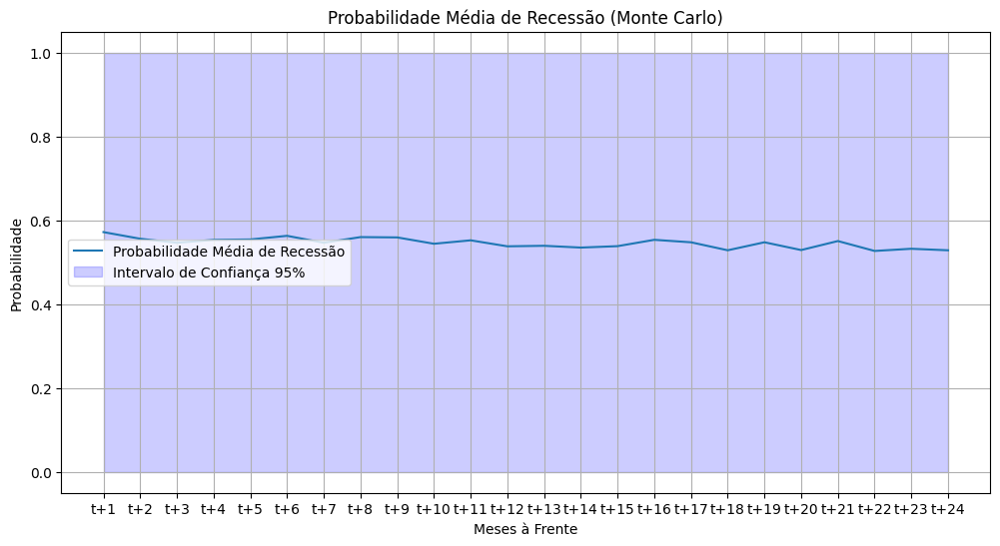 Probabilidade Média de Recessão (Monte Carlo)
1.0
0.8
0.6
0.4
0.2
0.0
Probabilidade
Probabilidade Média de Recessão
Intervalo de Confiança 95%
t+1 t+2 t+3 t+4 t+5 t+6 t+7 t+8 t+9 t+10 t+11 t+12 t+13 t+14 t+15 t+16 t+17 t+18 t+19 t+20 t+21 t+22 t+23 t+24
Meses à Frente